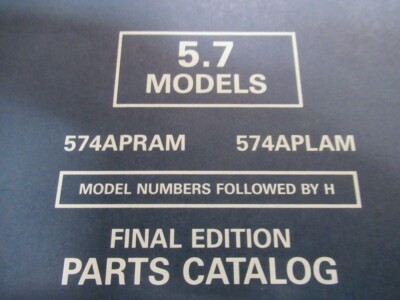 5.7
MODELS
574APRAM 574APLAM
MODEL NUMBERS FOLLOWED BY H
FINAL EDITION
PARTS CATALOG